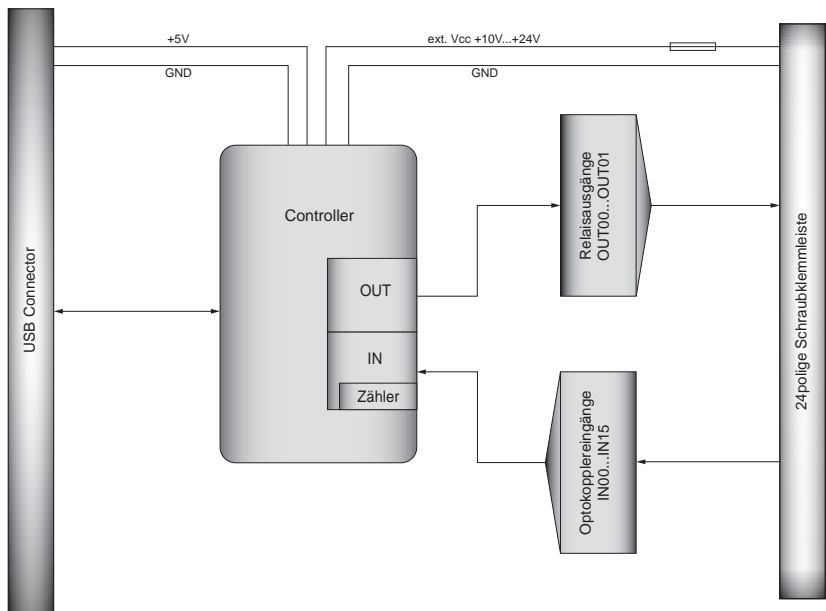 +5V
ext. Vcc +10V...+24V
GND
GND
USB Connector
Controller
OUT
IN
Zähler
Relaisausgänge
OUT00...OUT01
Optokopplereingänge
IN00...IN15
24polige Schraubklemmleiste